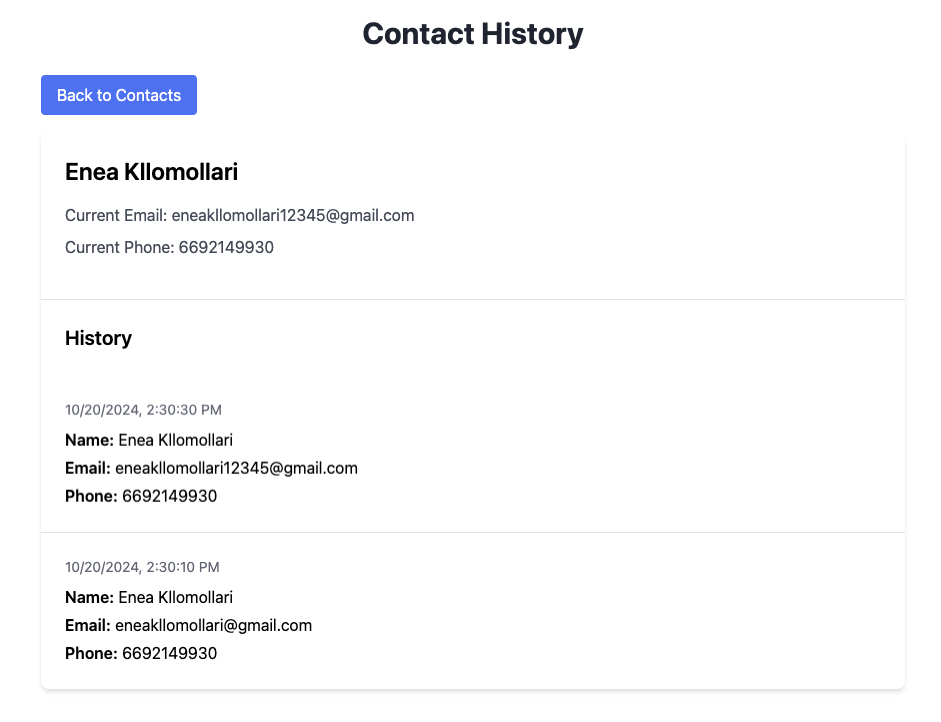 Contact History
Back to Contacts
Enea Kllomollari
Current Email: eneakllomollari12345@gmail.com
Current Phone: 6692149930
History
10/20/2024, 2:30:30 PM
Name: Enea Kllomollari
Email: eneakllomollari12345@gmail.com
Phone: 6692149930
10/20/2024, 2:30:10 PM
Name: Enea Kllomollari
Email: eneakllomollari@gmail.com
Phone: 6692149930